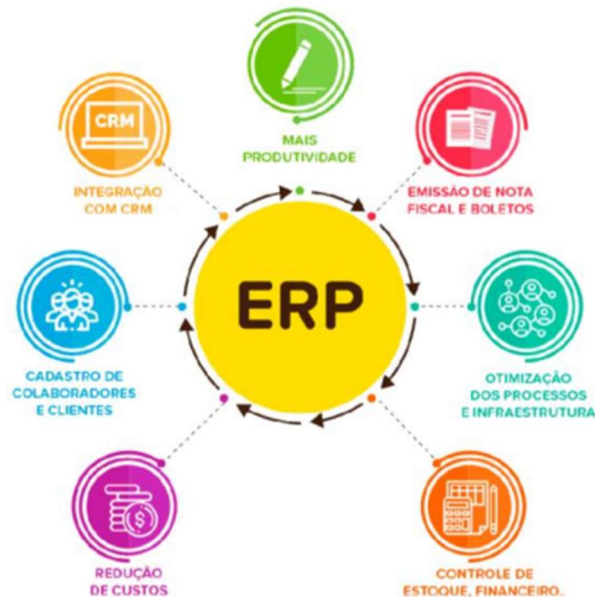 MAIS
PRODUTIVIDADE
CRM
INTEGRAÇÃO
COM CRM
EMISSÃO DE NOTA
FISCAL E BOLETOS
ERP
CADASTRO DE
COLABORADORES
E CLIENTES
OTIMIZAÇÃO
DOS PROCESSOS
E INFRAESTRUTURA
$
REDUÇÃO
DE CUSTOS
CONTROLE DE
ESTOQUE, FINANCEIRO..